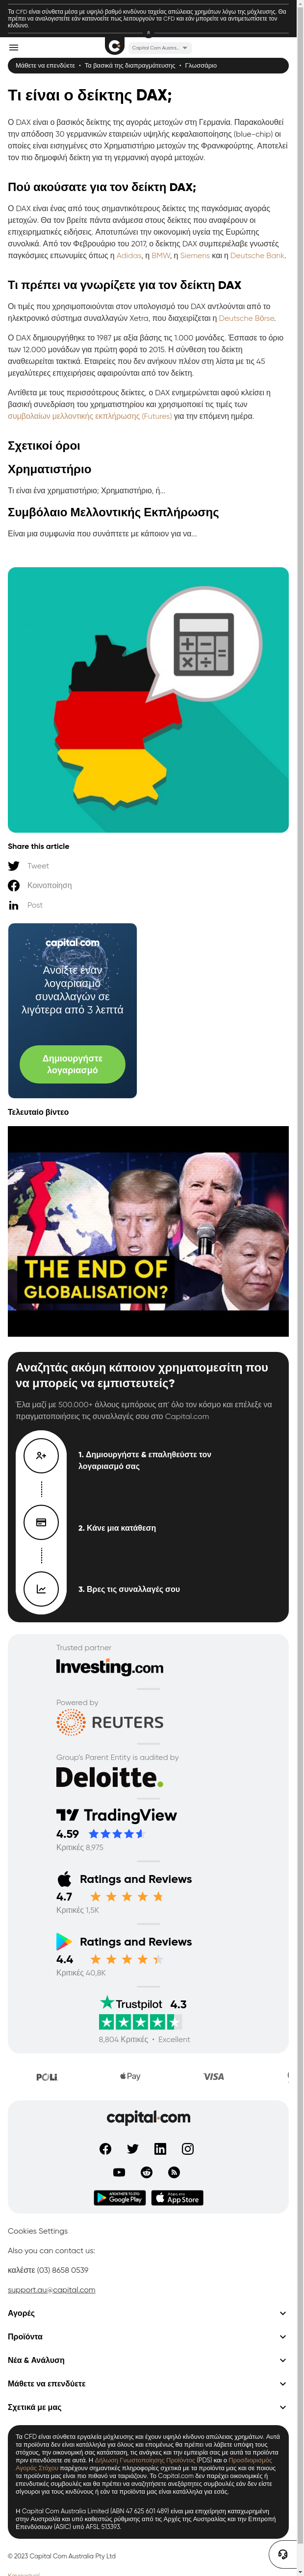 Τα CFD είναι σύνθετα μέσα με υψηλό βαθμό κινδύνου ταχείας απώλειας χρημάτων λόγω της μόχλευσης. Θα
πρέπει να αναλογιστείτε εάν κατανοείτε πως λειτουργούν τα CFD και εάν μπορείτε να αντιμετωπίσετε τον
κίνδυνο.
Capital Com Austra...
Μάθετε να επενδύετε • Τα βασικά της διαπραγμάτευσης • Γλωσσάριο
Τι είναι ο δείκτης DAX;
Ο DAX είναι ο βασικός δείκτης της αγοράς μετοχών στη Γερμανία. Παρακολουθεί
την απόδοση 30 γερμανικών εταιρειών υψηλής κεφαλαιοποίησης (blue-chip) οι
οποίες είναι εισηγμένες στο Χρηματιστήριο μετοχών της Φρανκφούρτης. Αποτελεί
τον πιο δημοφιλή δείκτη για τη γερμανική αγορά μετοχών.
Πού ακούσατε για τον δείκτη DAX;
Ο DAX είναι ένας από τους σημαντικότερους δείκτες της παγκόσμιας αγοράς
μετοχών. Θα τον βρείτε πάντα ανάμεσα στους δείκτες που αναφέρουν οι
επιχειρηματικές ειδήσεις. Αποτυπώνει την οικονομική υγεία της Ευρώπης
συνολικά. Από τον Φεβρουάριο του 2017, ο δείκτης DAX συμπεριέλαβε γνωστές
παγκόσμιες επωνυμίες όπως η Adidas, η BMW, η Siemens και η Deutsche Bank.
Τι πρέπει να γνωρίζετε για τον δείκτη DAX
Οι τιμές που χρησιμοποιούνται στον υπολογισμό του DAX αντλούνται από το
ηλεκτρονικό σύστημα συναλλαγών Xetra, που διαχειρίζεται η Deutsche Börse.
Ο DAX δημιουργήθηκε το 1987 με αξία βάσης τις 1.000 μονάδες. Έσπασε το όριο
των 12.000 μονάδων για πρώτη φορά το 2015. Η σύνθεση του δείκτη
αναθεωρείται τακτικά. Εταιρείες που δεν ανήκουν πλέον στη λίστα με τις 45
μεγαλύτερες επιχειρήσεις αφαιρούνται από τον δείκτη.
Αντίθετα με τους περισσότερους δείκτες, ο DAX ενημερώνεται αφού κλείσει η
βασική συνεδρίαση του χρηματιστηρίου και χρησιμοποιεί τις τιμές των
συμβολαίων μελλοντικής εκπλήρωσης (Futures) για την επόμενη ημέρα.
Σχετικοί όροι
Χρηματιστήριο
Τι είναι ένα χρηματιστήριο; Χρηματιστήριο, ή...
Συμβόλαιο Μελλοντικής Εκπλήρωσης
Είναι μια συμφωνία που συνάπτετε με κάποιον για να...
Share this article
Tweet
Κοινοποίηση
Post
capital.com
Ανοίξτε έναν
λογαριασμό
συναλλαγών σε
λιγότερο από 3 λεπτά
Δημιουργήστε
λογαριασμό
Τελευταίο βίντεο
THE END OF
GLOBALISATION?
Αναζητάς ακόμη κάποιον χρηματομεσίτη που
να μπορείς να εμπιστευτείς?
Έλα μαζί με 500.000+ άλλους εμπόρους απ' όλο τον κόσμο και επέλεξε να
πραγματοποιήσεις τις συναλλαγές σου στο Capital.com
1. Δημιουργήστε & επαληθεύστε τον
λογαριασμό σας
2. Κάνε μια κατάθεση
3. Βρες τις συναλλαγές σου
Trusted partner
Investing.com
Powered by
REUTERS
Group's Parent Entity is audited by
Deloitte.
TradingView
4.59
Κριτικές 8,975
Ratings and Reviews
4.7
Κριτικές 1,5K
Ratings and Reviews
4.4
Κριτικές 40,8K
Trustpilot 4.3
8,804 Κριτικές • Excellent
POLi
Pay
VISA
capital.com
Google Play
App Store
Cookies Settings
Also you can contact us:
καλέστε (03) 8658 0539
support.au@capital.com
Αγορές
Προϊόντα
Νέα & Ανάλυση
Μάθετε να επενδύετε
Σχετικά με μας
Τα CFD είναι σύνθετα εργαλεία μόχλευσης και έχουν υψηλό κίνδυνο απώλειας χρημάτων. Αυτά
τα προϊόντα δεν είναι κατάλληλα για όλους και επομένως θα πρέπει να λάβετε υπόψη τους
στόχους, την οικονομική σας κατάσταση, τις ανάγκες και την εμπειρία σας με αυτά τα προϊόντα
πριν επενδύσετε σε αυτά. Η Δήλωση Γνωστοποίησης Προϊόντος (PDS) και ο Προσδιορισμός
Αγοράς Στόχου παρέχουν σημαντικές πληροφορίες σχετικά με τα προϊόντα μας και σε ποιους
τα προϊόντα μας είναι πιο πιθανό να ταιριάζουν. Το Capital.com δεν παρέχει οικονομικές ή
επενδυτικές συμβουλές και θα πρέπει να αναζητήσετε ανεξάρτητες συμβουλές εάν δεν είστε
σίγουροι για τους κινδύνους ή εάν τα προϊόντα μας είναι κατάλληλα για εσάς.
Η Capital Com Australia Limited (ABN 47 625 601 489) είναι μια επιχείρηση καταχωρημένη
στην Αυστραλία και υπό καθεστώς ρύθμισης από τις Αρχές της Αυστραλίας και την Επιτροπή
Επενδύσεων (ASIC) υπό AFSL 513393.
© 2023 Capital Com Australia Pty Ltd